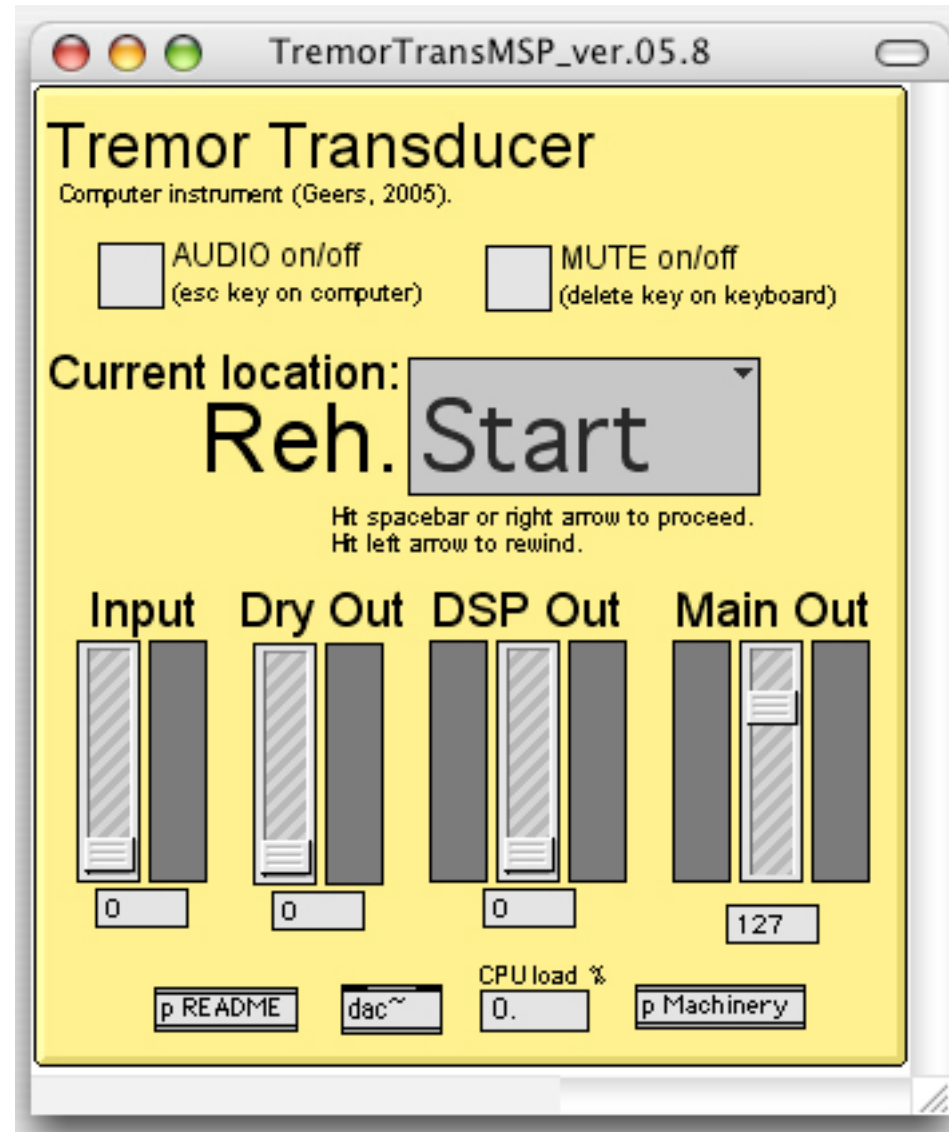 TremorTransMSP_ver.05.8
Tremor Transducer
Computer instrument (Geers, 2005).
AUDIO on/off
(esc key on computer)
MUTE on/off
(delete key on keyboard)
Current location:
Reh. Start
Hit spacebar or right arrow to proceed.
Hit left arrow to rewind.
Input Dry Out DSP Out Main Out
0 0 0 127
CPU load %
p README dac~ 0. p Machinery